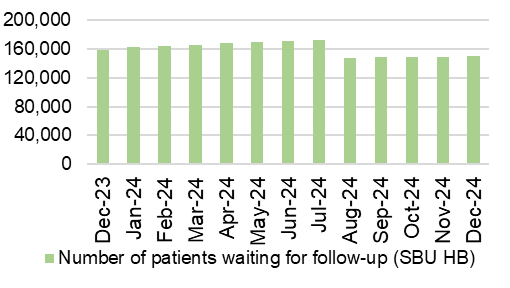 200,000
160,000
120,000
80,000
40,000
0
Dec-23
Jan-24
Feb-24
Mar-24
Apr-24
May-24
Jun-24
Jul-24
Aug-24
Sep-24
Oct-24
Nov-24
Dec-24
Number of patients waiting for follow-up (SBU HB)